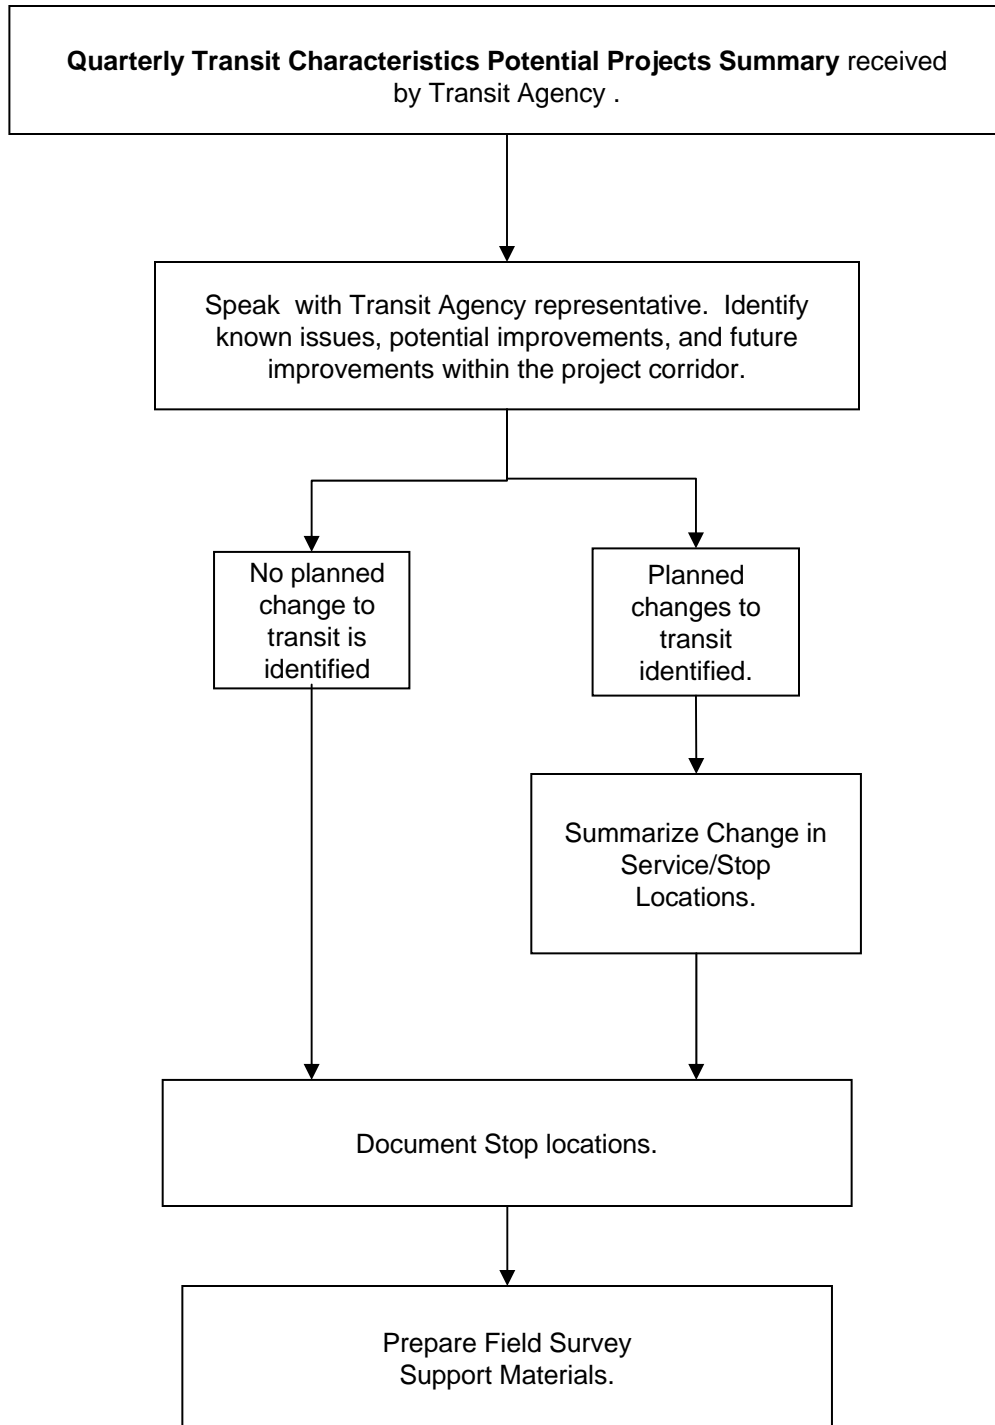 Quarterly Transit Characteristics Potential Projects Summary received
by Transit Agency .
Speak  with Transit Agency representative.  Identify
known issues, potential improvements, and future
improvements within the project corridor.
No planned
change to
transit is
identified
Planned
changes to
transit
identified.
Summarize Change in
Service/Stop
Locations.
Document Stop locations.
Prepare Field Survey
Support Materials.